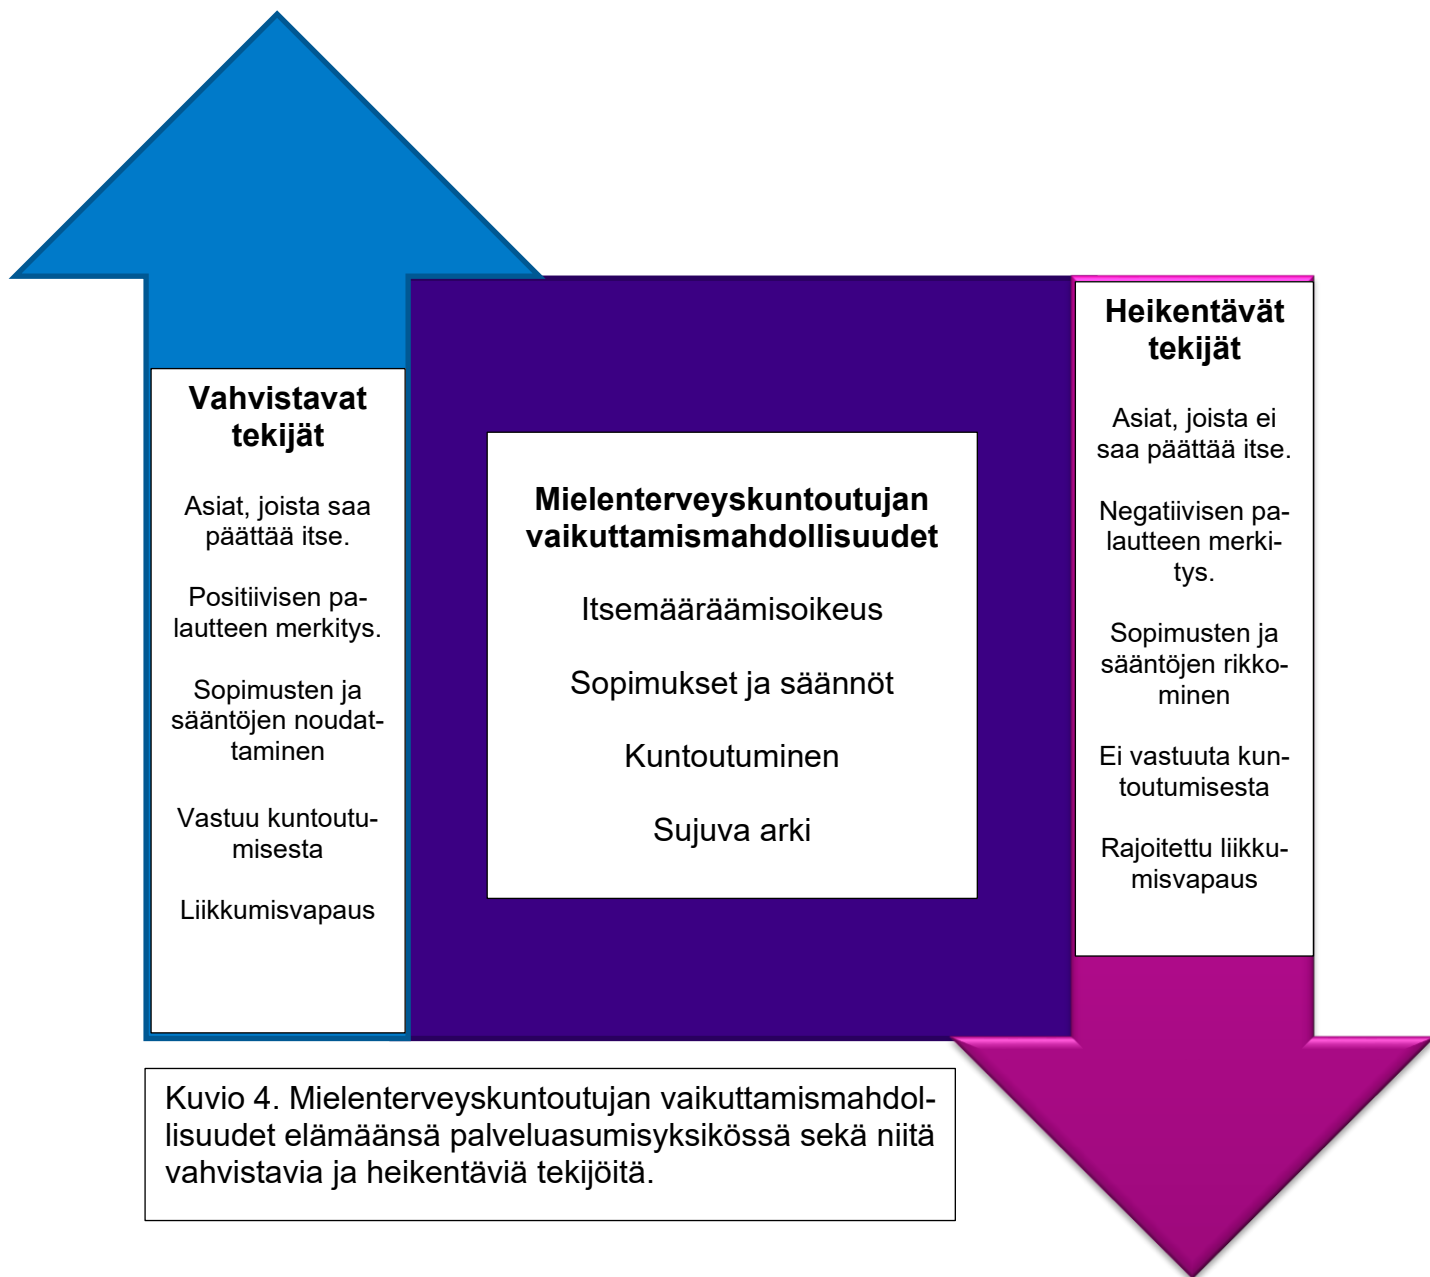 Vahvistavat
tekijät
Asiat, joista saa
päättää itse.
Positiivisen pa-
lautteen merkitys.
Sopimusten ja
sääntöjen noudat-
taminen
Vastuu kuntoutu-
misesta
Liikkumisvapaus
Mielenterveyskuntoutujan
vaikuttamismahdollisuudet
Itsemääräämisoikeus
Sopimukset ja säännöt
Kuntoutuminen
Sujuva arki
Heikentävät
tekijät
Asiat, joista ei
saa päättää itse.
Negatiivisen pa-
lautteen merki-
tys.
Sopimusten ja
sääntöjen rikko-
minen
Ei vastuuta kun-
toutumisesta
Rajoitettu liikku-
misvapaus
Kuvio 4. Mielenterveyskuntoutujan vaikuttamismahdol-
lisuudet elämäänsä palveluasumisyksikössä sekä niitä
vahvistavia ja heikentäviä tekijöitä.